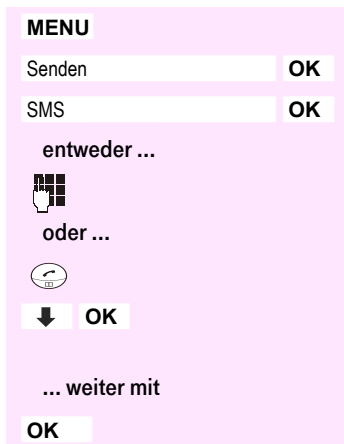 MENU
Senden OK
SMS OK
entweder ...
oder ...
OK
... weiter mit
OK